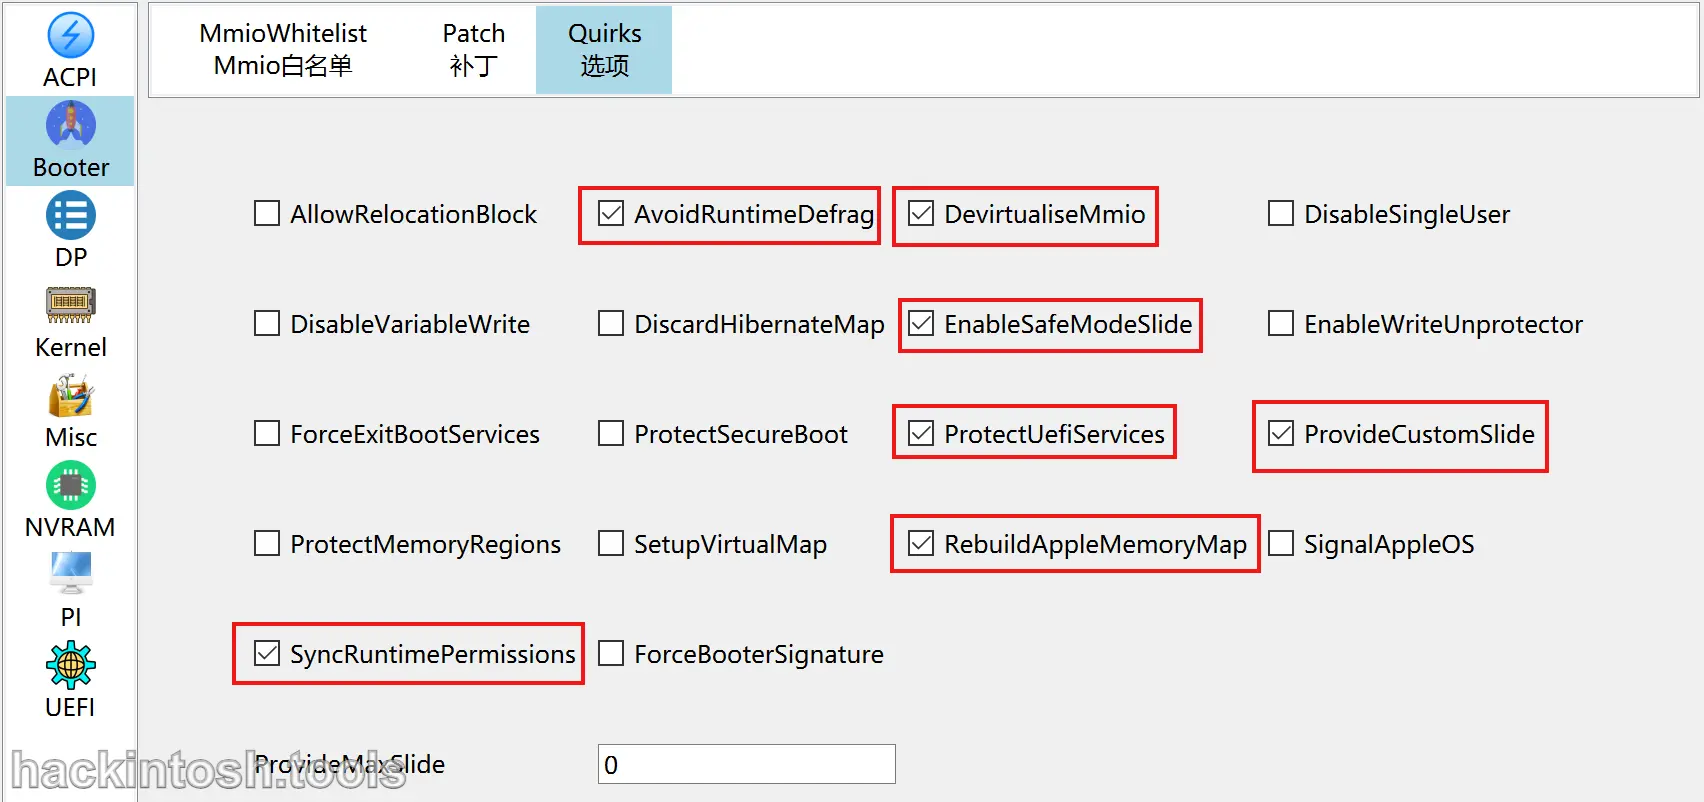 ACPI
Booter
DP
Kernel
Misc
NVRAM
PI
UEFI
MmioWhitelist
Mmio白名单
Patch
补丁
Quirks
选项
AllowRelocationBlock
AvoidRuntimeDefrag
DevirtualiseMmio
DisableSingleUser
DisableVariableWrite
DiscardHibernateMap
EnableSafeModeSlide
EnableWriteUnprotector
ForceExitBootServices
ProtectSecureBoot
ProtectUefiServices
ProvideCustomSlide
ProtectMemoryRegions
SetupVirtualMap
RebuildAppleMemoryMap
SignalAppleOS
SyncRuntimePermissions
ForceBooterSignature
ProvideMaxSlide
0
hackintosh.tools